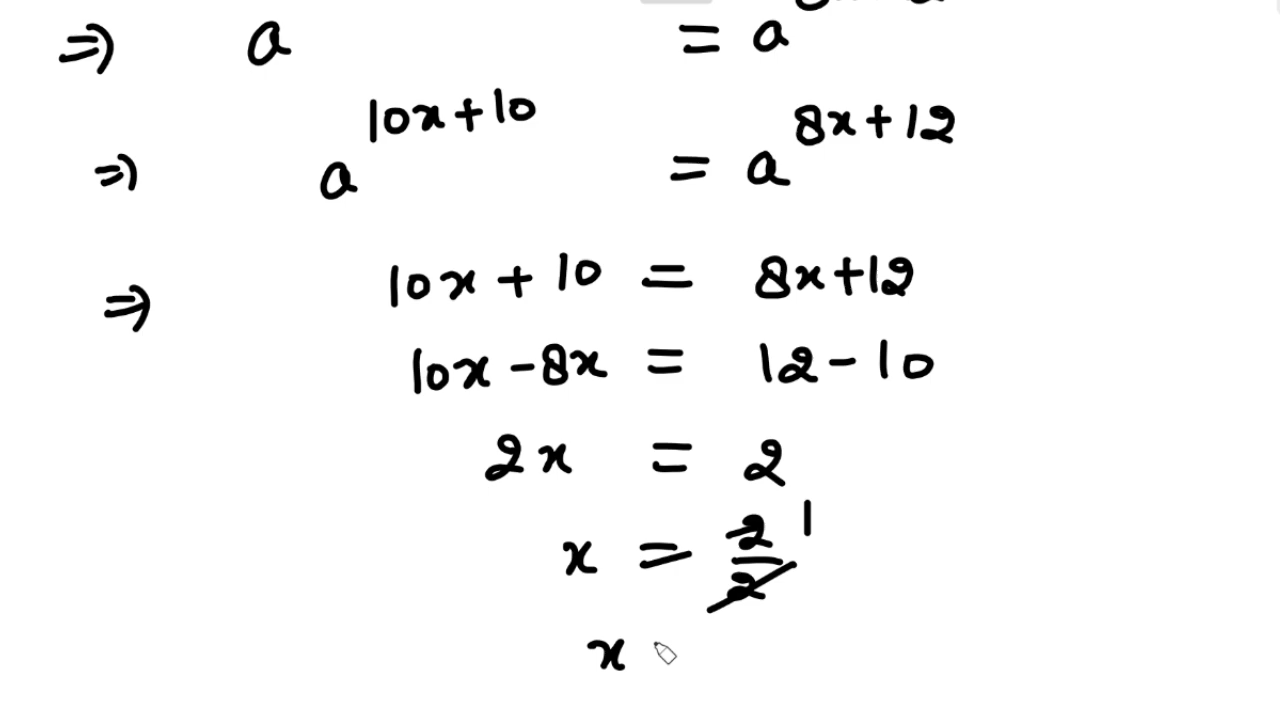 ⇒ a = a
⇒ a^{10x+10} = a^{8x+12}
⇒ 10x + 10 = 8x+12
10x - 8x = 12 - 10
2x = 2
x = 2/2 1
x